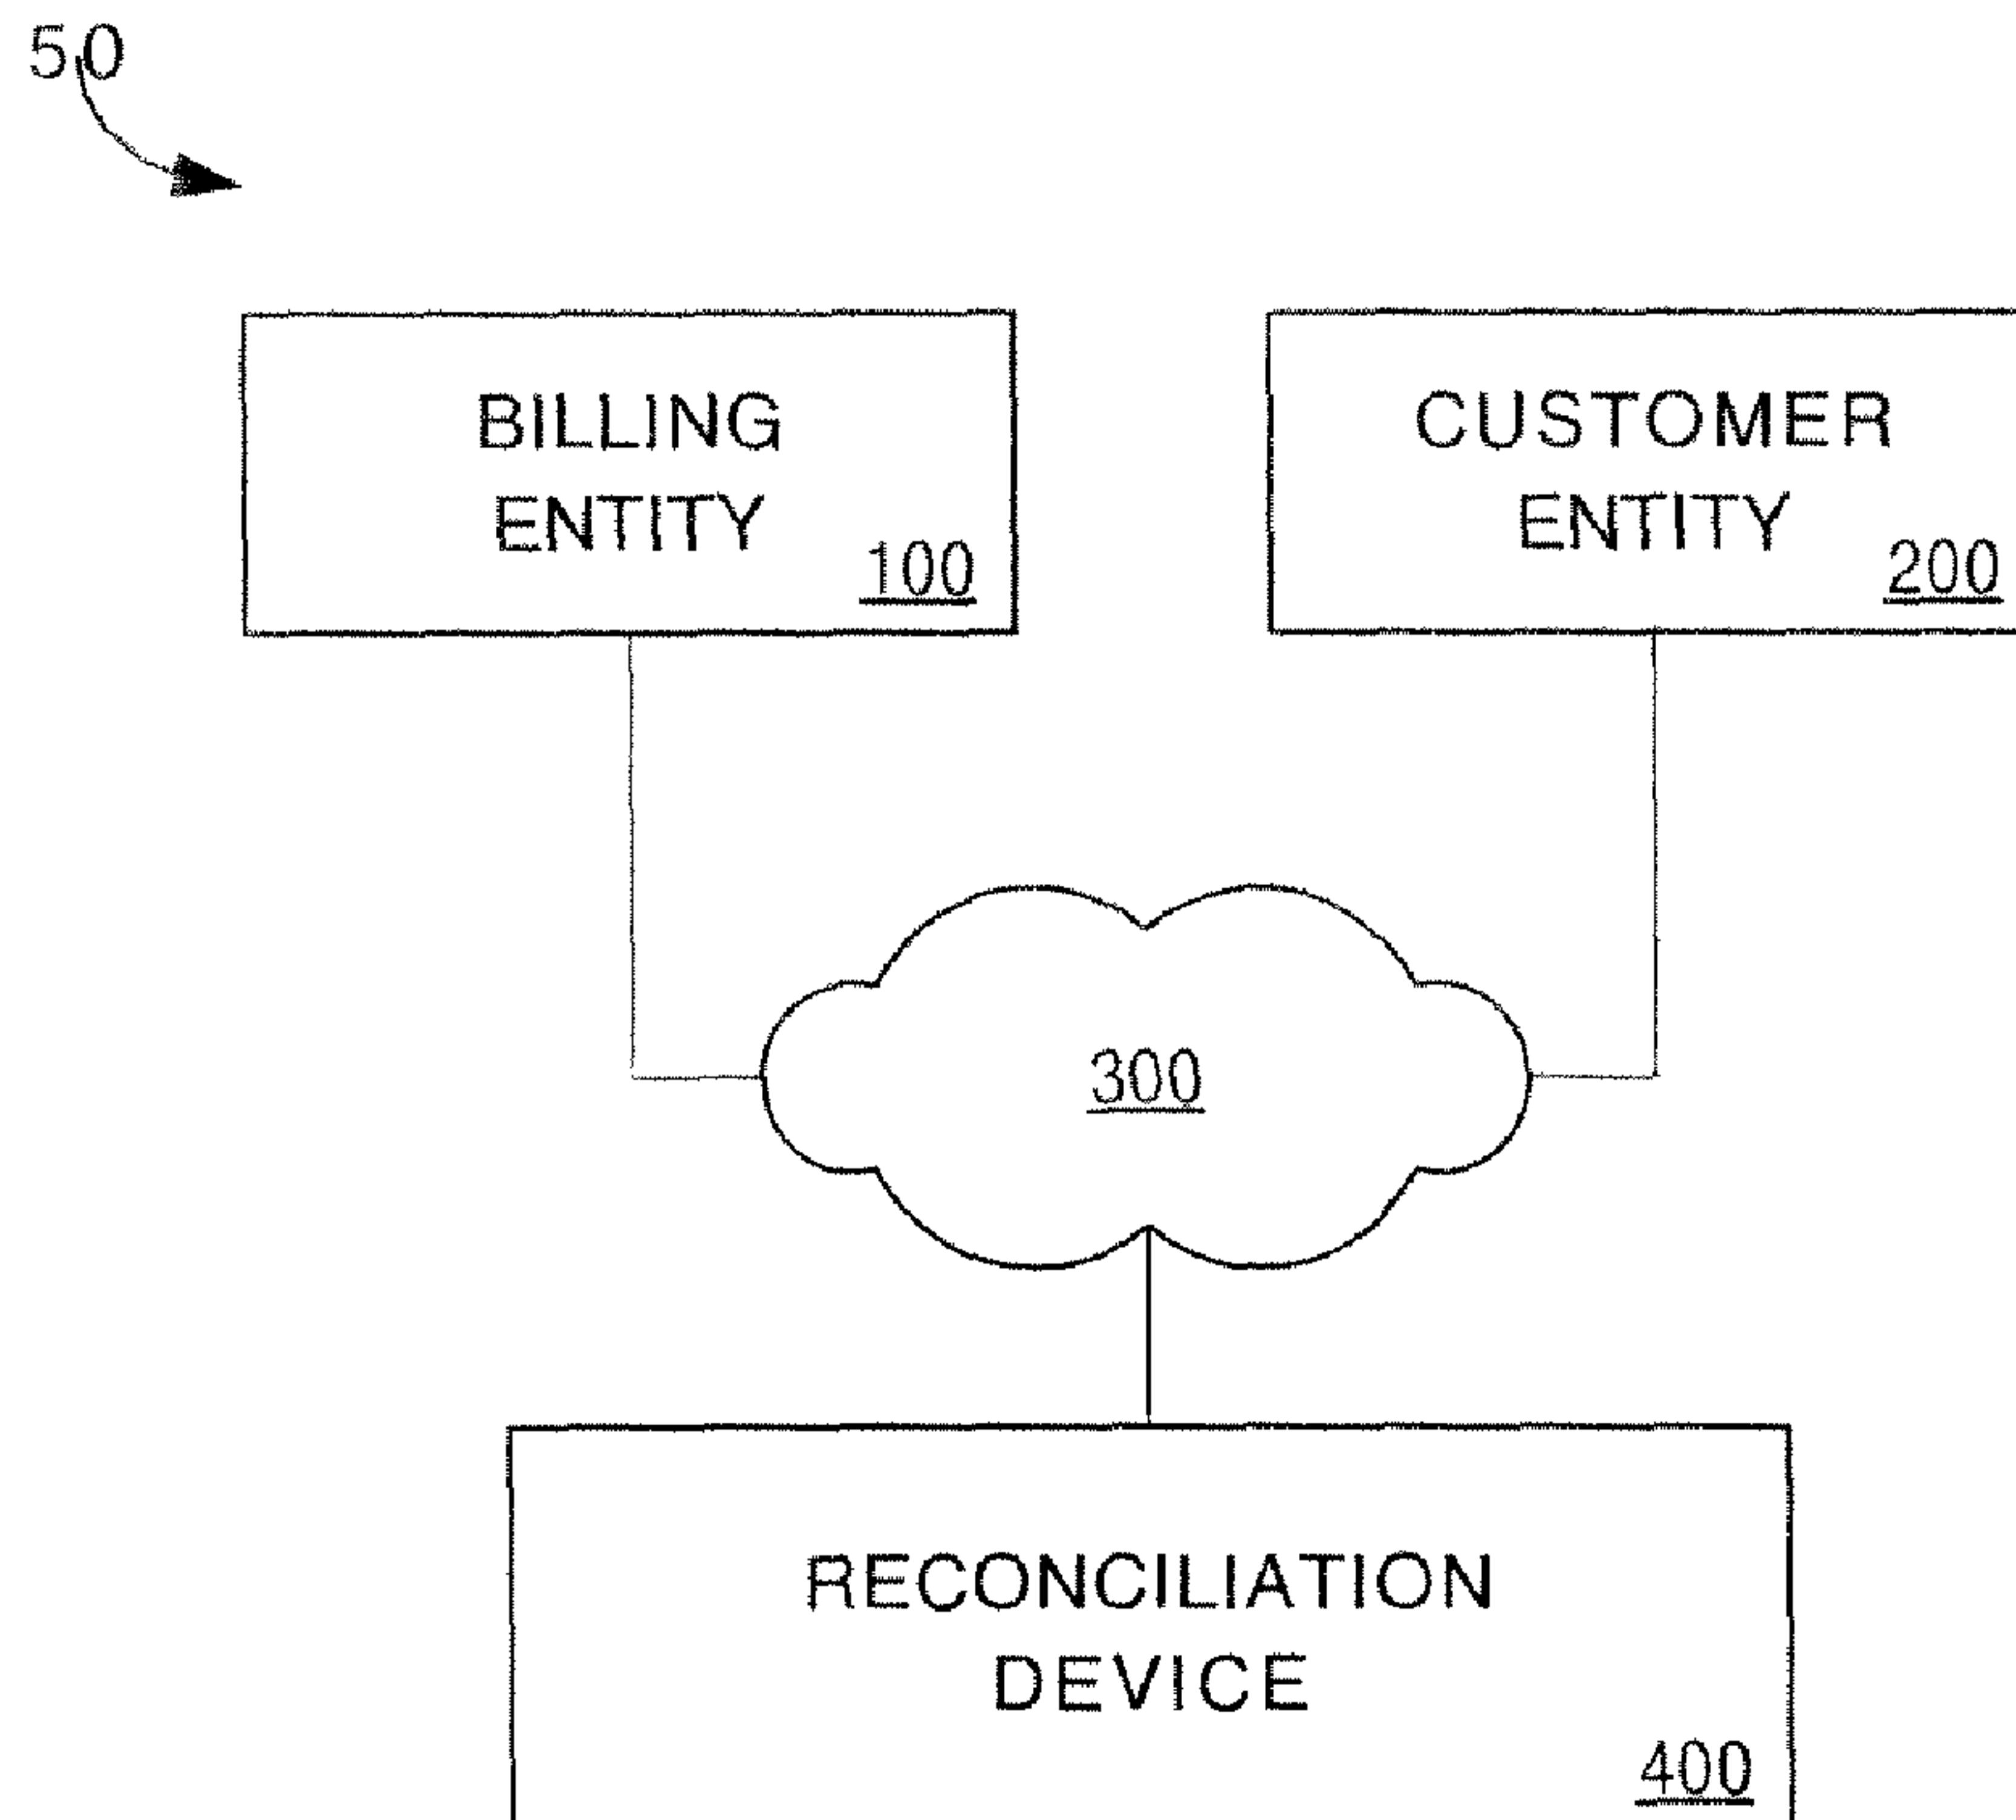 50
BILLING
ENTITY
100
CUSTOMER
ENTITY
200
300
RECONCILIATION
DEVICE
400